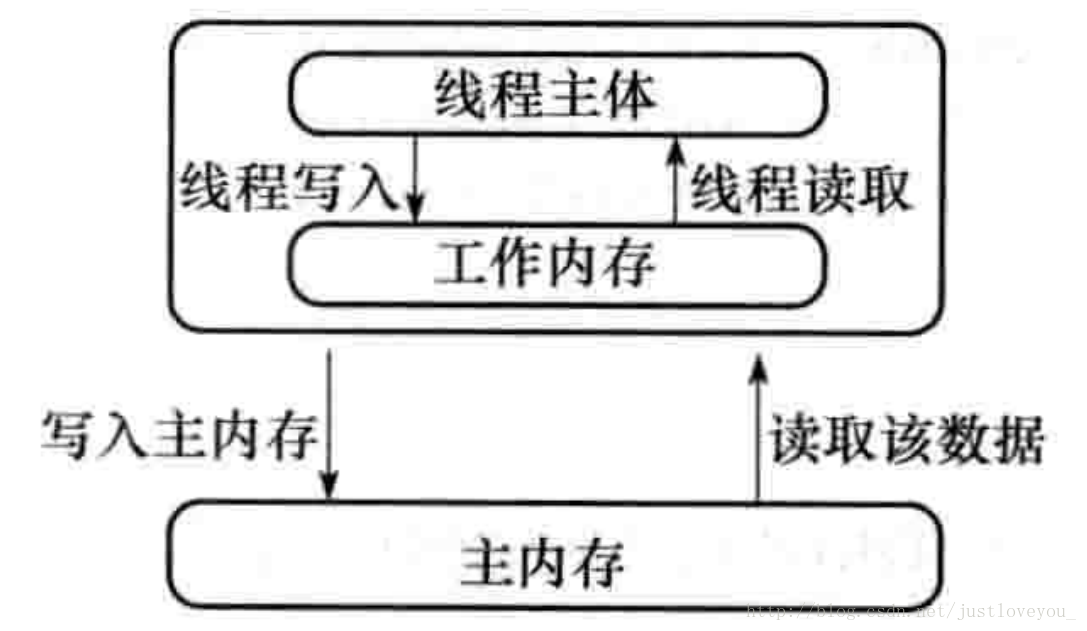 线程主体
线程写入
线程读取
工作内存
写入主内存
读取该数据
主内存
http://blog.csdn.net/justloveyou_